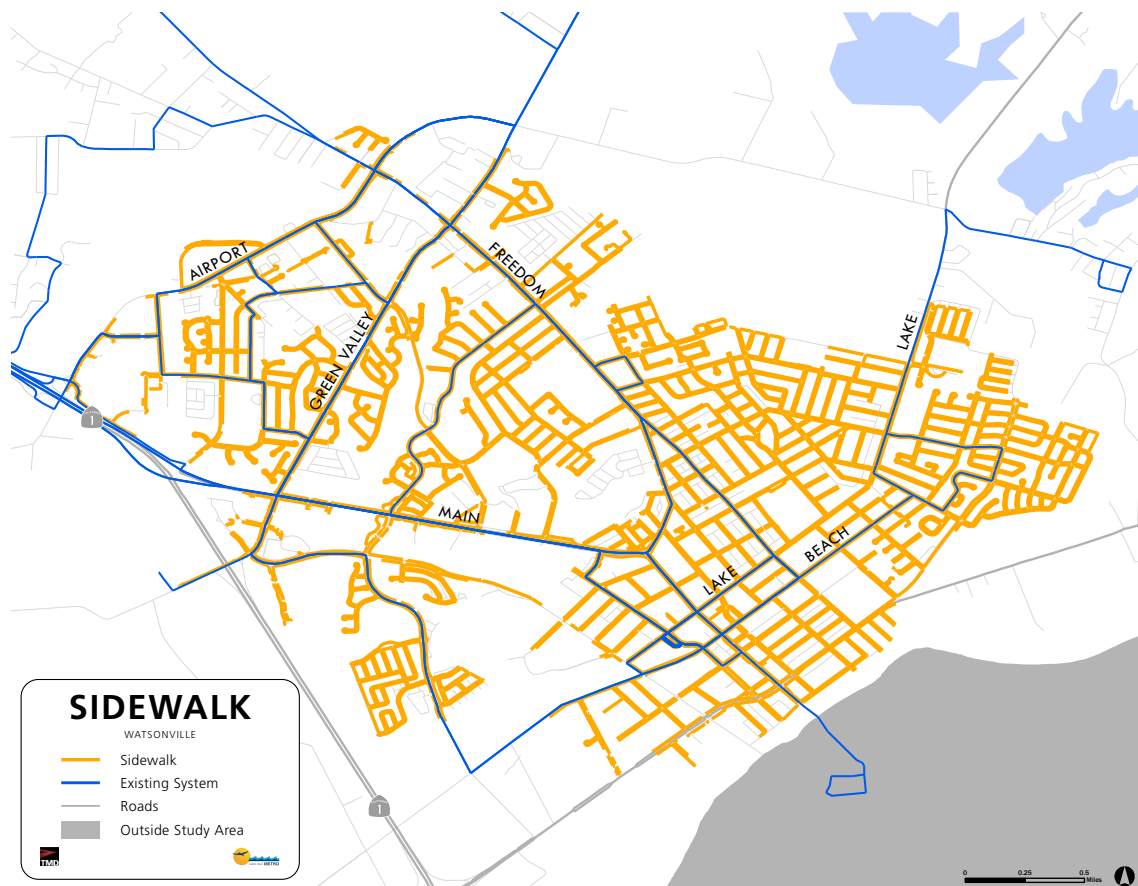 AIRPORT
FREEDOM
GREEN VALLEY
LAKE
1
MAIN
BEACH
LAKE
SIDEWALK
WATSONVILLE
Sidewalk
Existing System
Roads
Outside Study Area
TMD
METRO
1
0 0.25 0.5
Miles